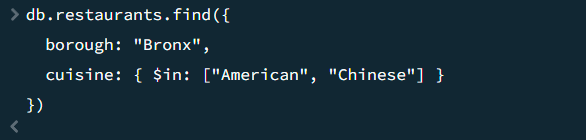 > db.restaurants.find({
borough: "Bronx",
cuisine: { $in: ["American", "Chinese"] }
})
<